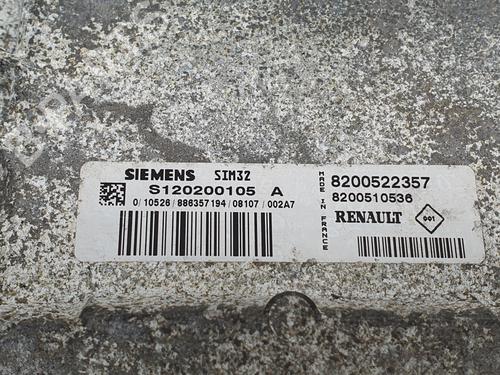 SIEMENS SIM32
S120200105 A
0/10526/886357194/08107/002A7
MADE IN FRANCE
8200522357
8200510536
RENAULT 001